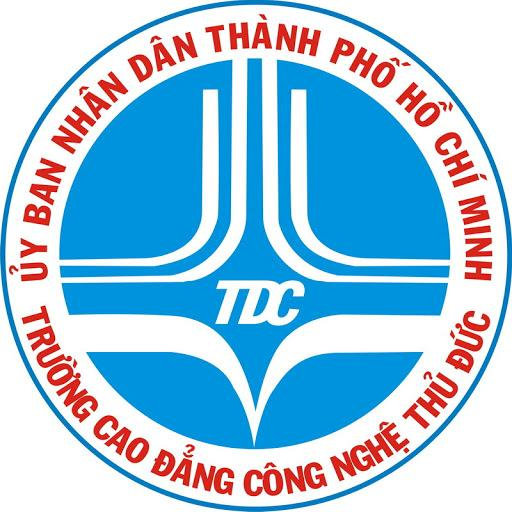 ỦY BAN NHÂN DÂN THÀNH PHỐ HỒ CHÍ MINH
TDC
TRƯỜNG CAO ĐẲNG CÔNG NGHỆ THỦ ĐỨC